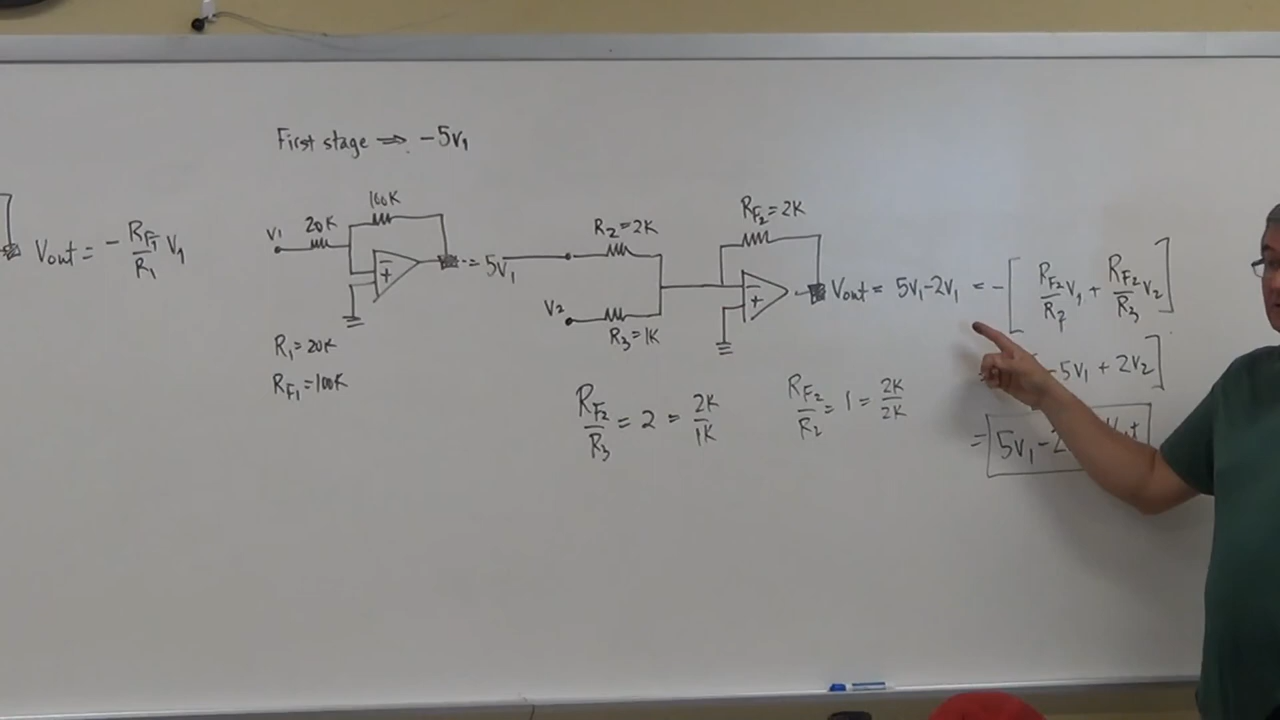 First stage ⇒ -5v₁
Vout = - RF₁/R₁ V₁
V1
20K
100K
- +
R₁=20K
RF₁=100K
= 5v₁
R₂=2K
V₂
R₃=1K
RF₂=2K
- +
Vout = 5v₁-2v₁ = -[ RF₂/R₂ v₁ + RF₂/R₃ v₂ ]
-5v₁ + 2v₂ ]
= 5v₁-2
RF₂/R₃ = 2 = 2K/1K
RF₂/R₂ = 1 = 2K/2K